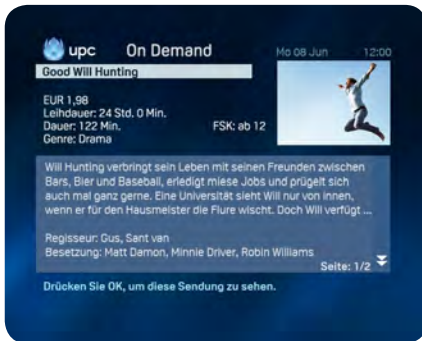 upc On Demand Mo 08 Jun 12:00
Good Will Hunting
EUR 1,98
Leihdauer: 24 Std. 0 Min.
Dauer: 122 Min. FSK: ab 12
Genre: Drama
Will Hunting verbringt sein Leben mit seinen Freunden zwischen
Bars, Bier und Baseball, erledigt miese Jobs und prügelt sich
auch mal ganz gerne. Eine Universität sieht Will nur von innen,
wenn er für den Hausmeister die Flure wischt. Doch Will verfügt ...
Regisseur: Gus, Sant van
Besetzung: Matt Damon, Minnie Driver, Robin Williams
Seite: 1/2
Drücken Sie OK, um diese Sendung zu sehen.